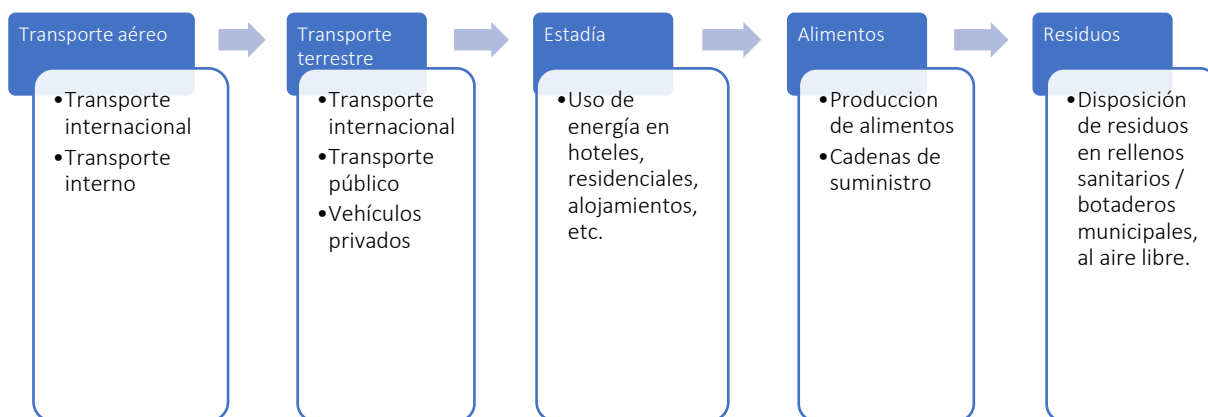 Transporte aéreo
•Transporte
internacional
•Transporte
interno
Transporte
terrestre
•Transporte
internacional
•Transporte
público
•Vehículos
privados
Estadía
•Uso de
energía en
hoteles,
residenciales,
alojamientos,
etc.
Alimentos
•Produccion
de alimentos
•Cadenas de
suministro
Residuos
•Disposición
de residuos
en rellenos
sanitarios /
botaderos
municipales,
al aire libre.